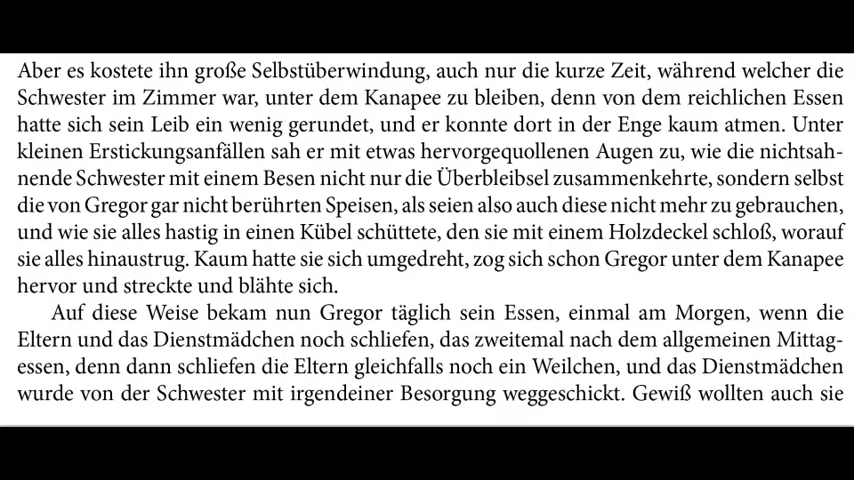 Aber es kostete ihn große Selbstüberwindung, auch nur die kurze Zeit, während welcher die
Schwester im Zimmer war, unter dem Kanapee zu bleiben, denn von dem reichlichen Essen
hatte sich sein Leib ein wenig gerundet, und er konnte dort in der Enge kaum atmen. Unter
kleinen Erstickungsanfällen sah er mit etwas hervorgequollenen Augen zu, wie die nichtsah-
nende Schwester mit einem Besen nicht nur die Überbleibsel zusammenkehrte, sondern selbst
die von Gregor gar nicht berührten Speisen, als seien also auch diese nicht mehr zu gebrauchen,
und wie sie alles hastig in einen Kübel schüttete, den sie mit einem Holzdeckel schloß, worauf
sie alles hinaustrug. Kaum hatte sie sich umgedreht, zog sich schon Gregor unter dem Kanapee
hervor und streckte und blähte sich.
Auf diese Weise bekam nun Gregor täglich sein Essen, einmal am Morgen, wenn die
Eltern und das Dienstmädchen noch schliefen, das zweitemal nach dem allgemeinen Mittag-
essen, denn dann schliefen die Eltern gleichfalls noch ein Weilchen, und das Dienstmädchen
wurde von der Schwester mit irgendeiner Besorgung weggeschickt. Gewiß wollten auch sie